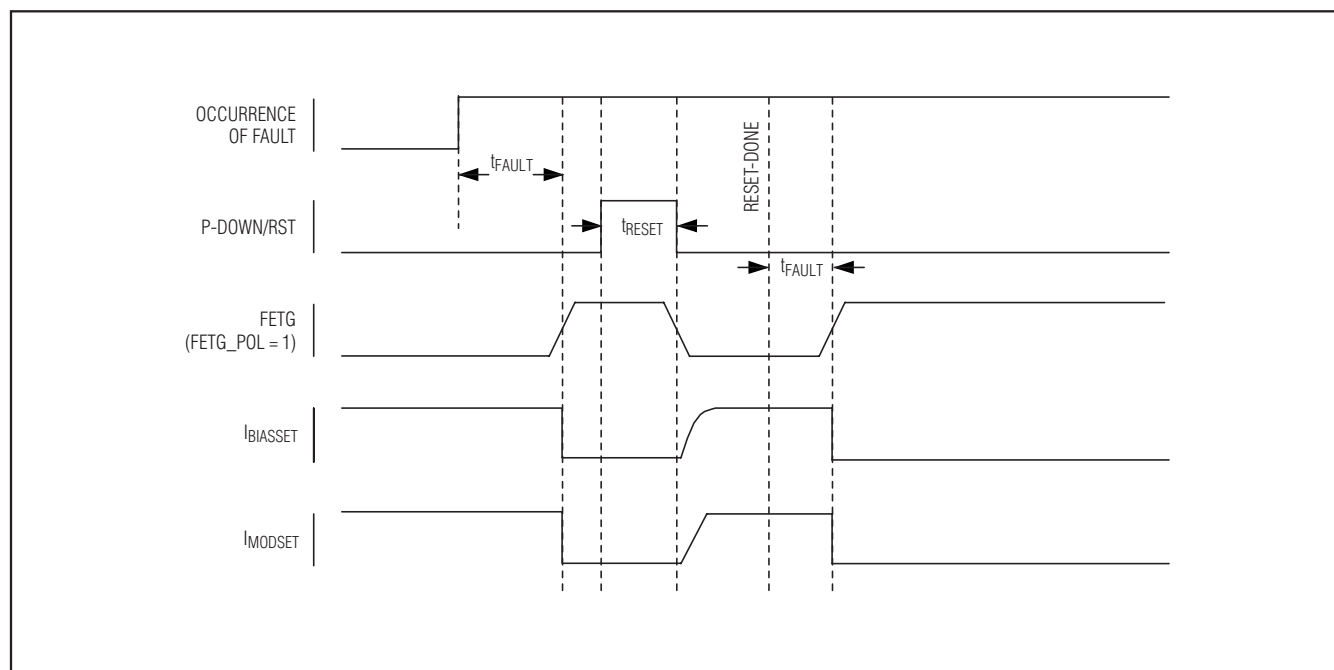 OCCURRENCE
OF FAULT
tFAULT
RESET-DONE
P-DOWN/RST
tRESET
tFAULT
FETG
(FETG_POL = 1)
IBIASSET
IMODSET